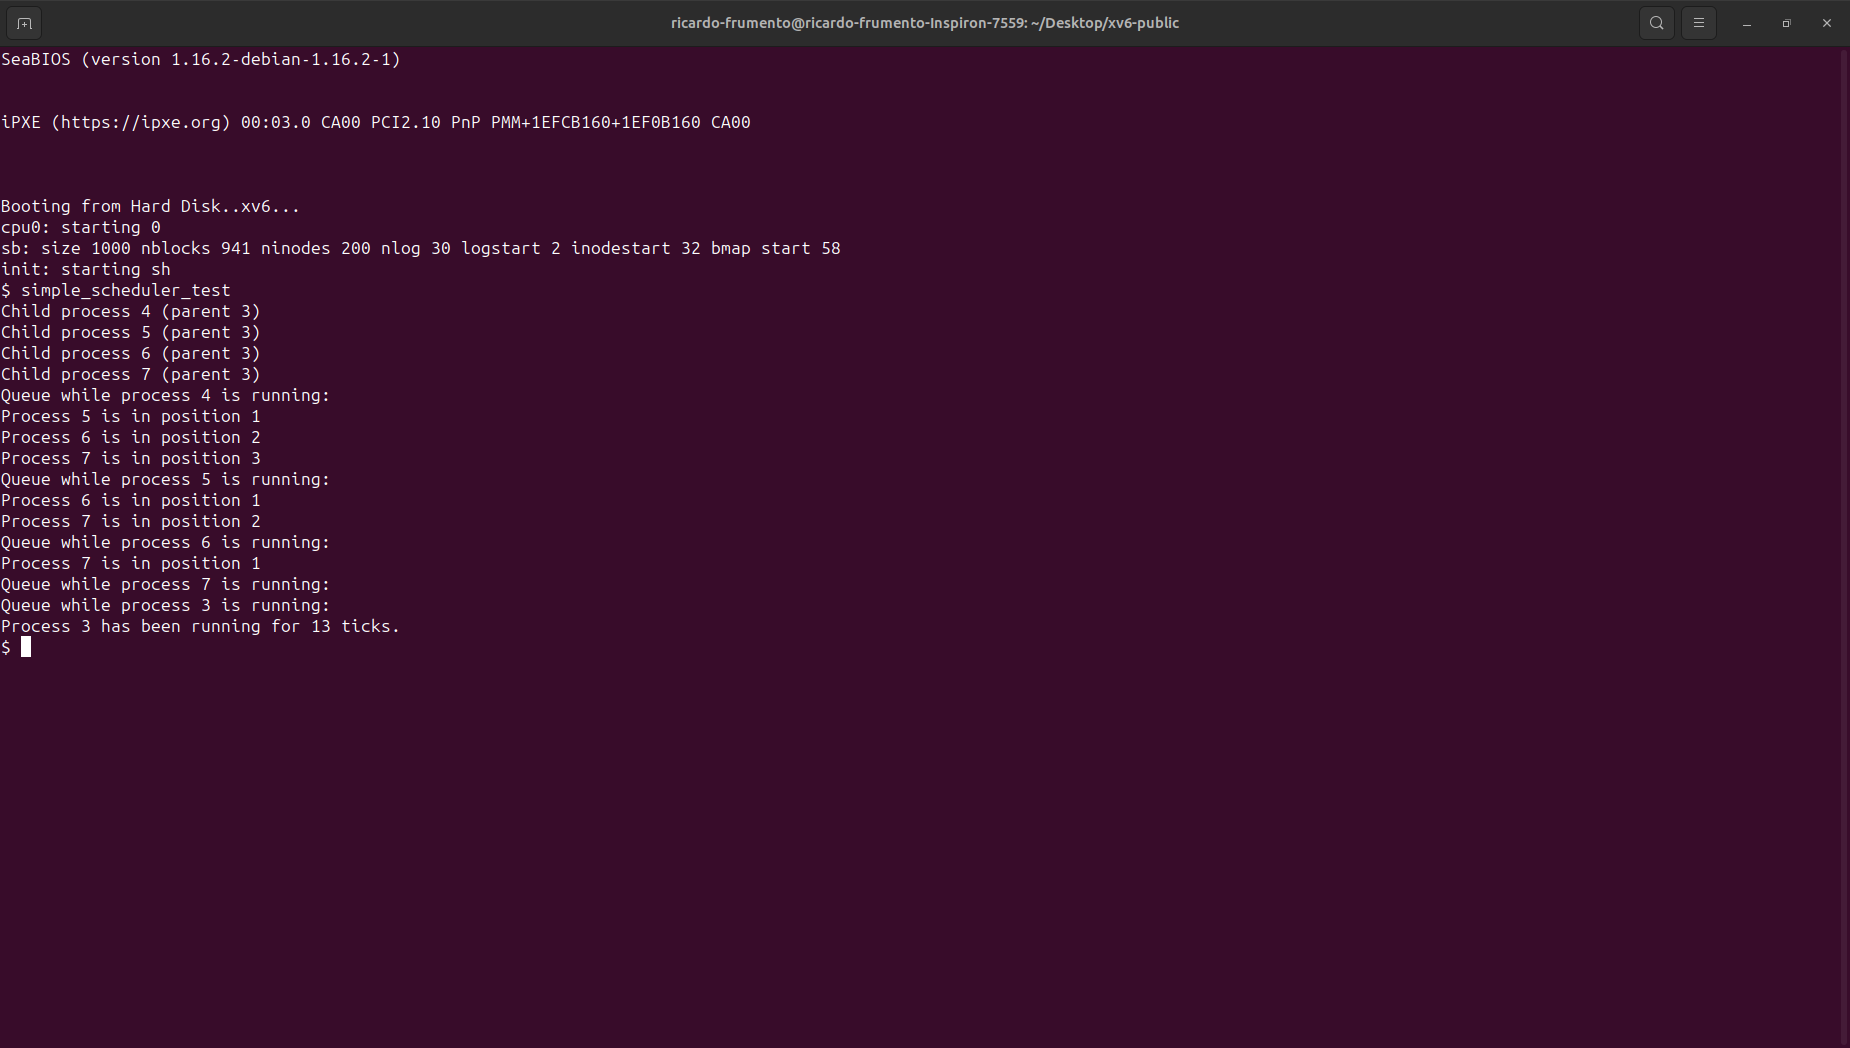 ricardo-frumento@ricardo-frumento-Inspiron-7559: ~/Desktop/xv6-public
SeaBIOS (version 1.16.2-debian-1.16.2-1)
iPXE (https://ipxe.org) 00:03.0 CA00 PCI2.10 PnP PMM+1EFCB160+1EF0B160 CA00
Booting from Hard Disk..xv6...
cpu0: starting 0
sb: size 1000 nblocks 941 ninodes 200 nlog 30 logstart 2 inodestart 32 bmap start 58
init: starting sh
$ simple_scheduler_test
Child process 4 (parent 3)
Child process 5 (parent 3)
Child process 6 (parent 3)
Child process 7 (parent 3)
Queue while process 4 is running:
Process 5 is in position 1
Process 6 is in position 2
Process 7 is in position 3
Queue while process 5 is running:
Process 6 is in position 1
Process 7 is in position 2
Queue while process 6 is running:
Process 7 is in position 1
Queue while process 7 is running:
Queue while process 3 is running:
Process 3 has been running for 13 ticks.
$